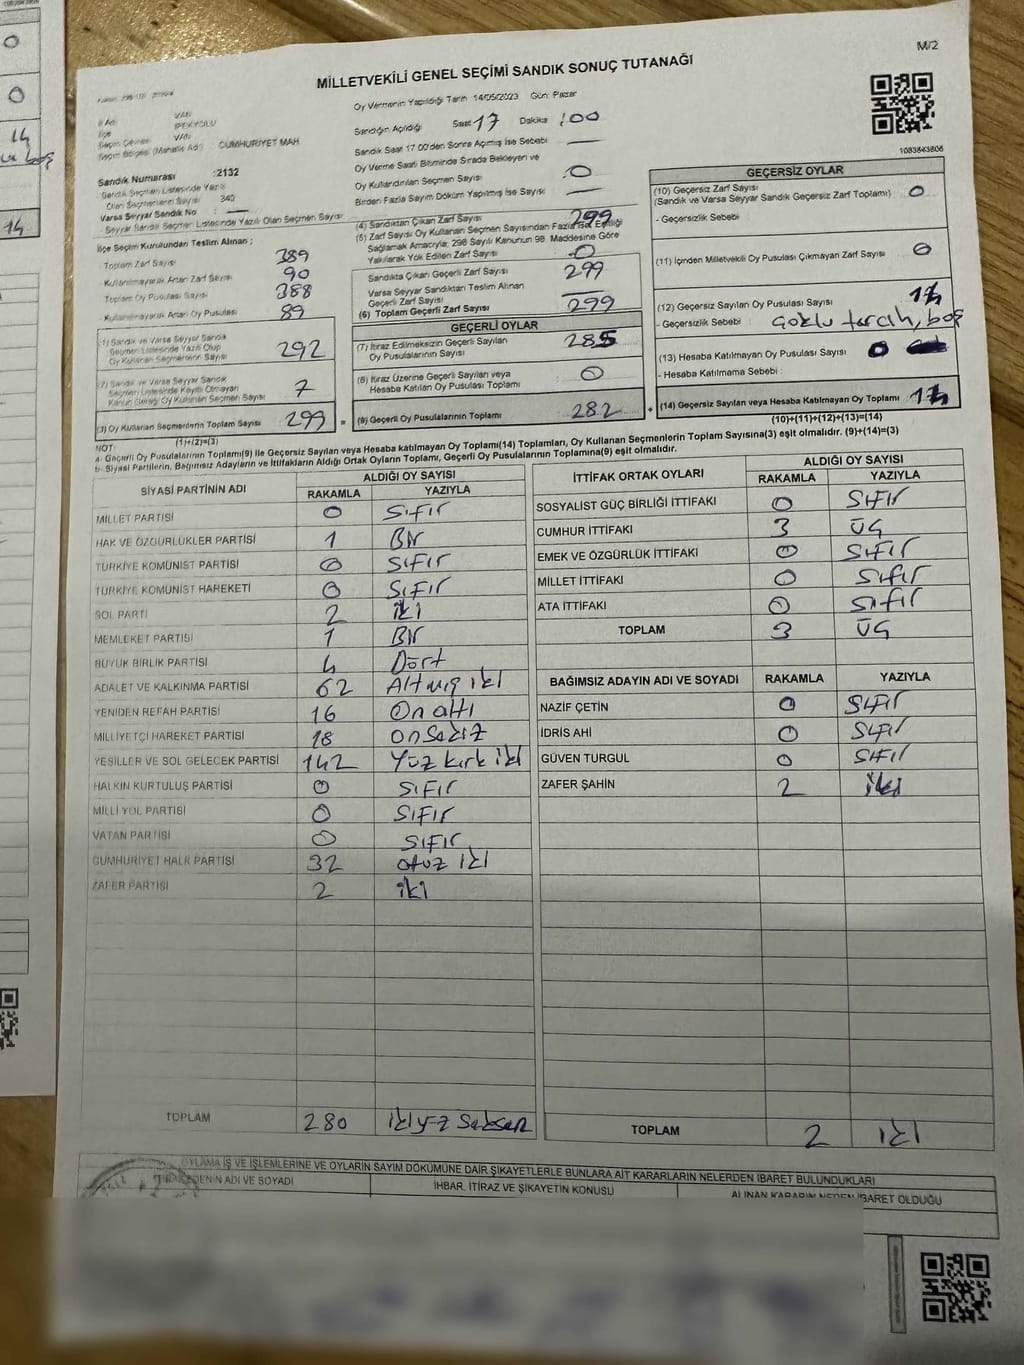 M/2
MİLLETVEKİLİ GENEL SEÇİMİ SANDIK SONUÇ TUTANAĞI
İli Adı VAN
İlçe İPEKYOLU
Seçim Çevresi VAN
Seçim Bölgesi (Mahalle Adı) CUMHURİYET MAH.
Sandık Numarası :2132
Sandık Seçmen Listesinde Yazılı
Olan Seçmenlerin Sayısı 340
Varsa Seyyar Sandık No
Seyyar Sandık Seçmen Listesinde Yazılı Olan Seçmen Sayısı
Oy Vermenin Yapıldığı Tarih 14/05/2023 Gün: Pazar
Sandığın Açıldığı Saat 17 Dakika :00
Sandık Saat 17.00'den Sonra Açılmış İse Sebebi —
Oy Verme Saati Bitiminde Sırada Bekleyen ve
Oy Kullandırılan Seçmen Sayısı 0
Birden Fazla Sayım Döküm Yapılmış İse Sayısı —
1083843806
İlçe Seçim Kurulundan Teslim Alınan ;
- Toplam Zarf Sayısı 389
- Kullanılmayarak Artan Zarf Sayısı 90
- Toplam Oy Pusulası Sayısı 388
- Kullanılmayarak Artan Oy Pusulası 89
(1) Sandık ve Varsa Seyyar Sandık
Seçmen Listesinde Yazılı Olup
Oy Kullanan Seçmenlerin Sayısı 292
(2) Sandık ve Varsa Seyyar Sandık
Seçmen Listesinde Kayıtlı Olmayan
Kanun Gereği Oy Kullanan Seçmen Sayısı 7
(3) Oy Kullanan Seçmenlerin Toplam Sayısı 299
(1)+(2)=(3)
(4) Sandıktan Çıkan Zarf Sayısı 299
(5) Zarf Sayısı Oy Kullanan Seçmen Sayısından Fazla İse Eşitliği
Sağlamak Amacıyla, 298 Sayılı Kanunun 98. Maddesine Göre
Yakılarak Yok Edilen Zarf Sayısı 0
Sandıkta Çıkan Geçerli Zarf Sayısı 299
Varsa Seyyar Sandıktan Teslim Alınan
Geçerli Zarf Sayısı —
(6) Toplam Geçerli Zarf Sayısı 299
GEÇERLİ OYLAR
(7) İtiraz Edilmeksizin Geçerli Sayılan
Oy Pusulalarının Sayısı 285
(8) İtiraz Üzerine Geçerli Sayılan veya
Hesaba Katılan Oy Pusulası Toplamı 0
(9) Geçerli Oy Pusulalarının Toplamı 282
GEÇERSİZ OYLAR
(10) Geçersiz Zarf Sayısı
(Sandık ve Varsa Seyyar Sandık Geçersiz Zarf Toplamı) 0
- Geçersizlik Sebebi
(11) İçinden Milletvekili Oy Pusulası Çıkmayan Zarf Sayısı 0
(12) Geçersiz Sayılan Oy Pusulası Sayısı
- Geçersizlik Sebebi : Çoklu tercih, boş
(13) Hesaba Katılmayan Oy Pusulası Sayısı 0
- Hesaba Katılmama Sebebi :
(14) Geçersiz Sayılan veya Hesaba Katılmayan Oy Toplamı
(10)+(11)+(12)+(13)=(14)
NOT:
a- Geçerli Oy Pusulalarının Toplamı(9) ile Geçersiz Sayılan veya Hesaba katılmayan Oy Toplamı(14) Toplamları, Oy Kullanan Seçmenlerin Toplam Sayısına(3) eşit olmalıdır. (9)+(14)=(3)
b- Siyasi Partilerin, Bağımsız Adayların ve İttifakların Aldığı Ortak Oyların Toplamı, Geçerli Oy Pusulalarının Toplamına(9) eşit olmalıdır.
SİYASİ PARTİNİN ADI ALDIĞI OY SAYISI
RAKAMLA YAZIYLA
MİLLET PARTİSİ 0 Sıfır
HAK VE ÖZGÜRLÜKLER PARTİSİ 1 Bir
TÜRKİYE KOMÜNİST PARTİSİ 0 Sıfır
TÜRKİYE KOMÜNİST HAREKETİ 0 Sıfır
SOL PARTİ 2 iki
MEMLEKET PARTİSİ 1 Bir
BÜYÜK BİRLİK PARTİSİ 4 Dört
ADALET VE KALKINMA PARTİSİ 62 Altmış iki
YENİDEN REFAH PARTİSİ 16 On altı
MİLLİYETÇİ HAREKET PARTİSİ 18 on sekiz
YEŞİLLER VE SOL GELECEK PARTİSİ 142 Yüz kırk iki
HALKIN KURTULUŞ PARTİSİ 0 Sıfır
MİLLİ YOL PARTİSİ 0 Sıfır
VATAN PARTİSİ 0 Sıfır
CUMHURİYET HALK PARTİSİ 32 otuz iki
ZAFER PARTİSİ 2 iki
TOPLAM 280 ikiyüz seksen
İTTİFAK ORTAK OYLARI ALDIĞI OY SAYISI
RAKAMLA YAZIYLA
SOSYALİST GÜÇ BİRLİĞİ İTTİFAKI 0 Sıfır
CUMHUR İTTİFAKI 3 Üç
EMEK VE ÖZGÜRLÜK İTTİFAKI 0 Sıfır
MİLLET İTTİFAKI 0 Sıfır
ATA İTTİFAKI 0 Sıfır
TOPLAM 3 Üç
BAĞIMSIZ ADAYIN ADI VE SOYADI RAKAMLA YAZIYLA
NAZİF ÇETİN 0 Sıfır
İDRİS AHİ 0 Sıfır
GÜVEN TURGUL 0 Sıfır
ZAFER ŞAHİN 2 iki
TOPLAM 2 iki
OYLAMA İŞ VE İŞLEMLERİNE VE OYLARIN SAYIM DÖKÜMÜNE DAİR ŞİKAYETLERLE BUNLARA AİT KARARLARIN NELERDEN İBARET BULUNDUKLARI
ADI VE SOYADI
İHBAR, İTİRAZ VE ŞİKAYETİN KONUSU
ALINAN KARARIN NEDEN İBARET OLDUĞU